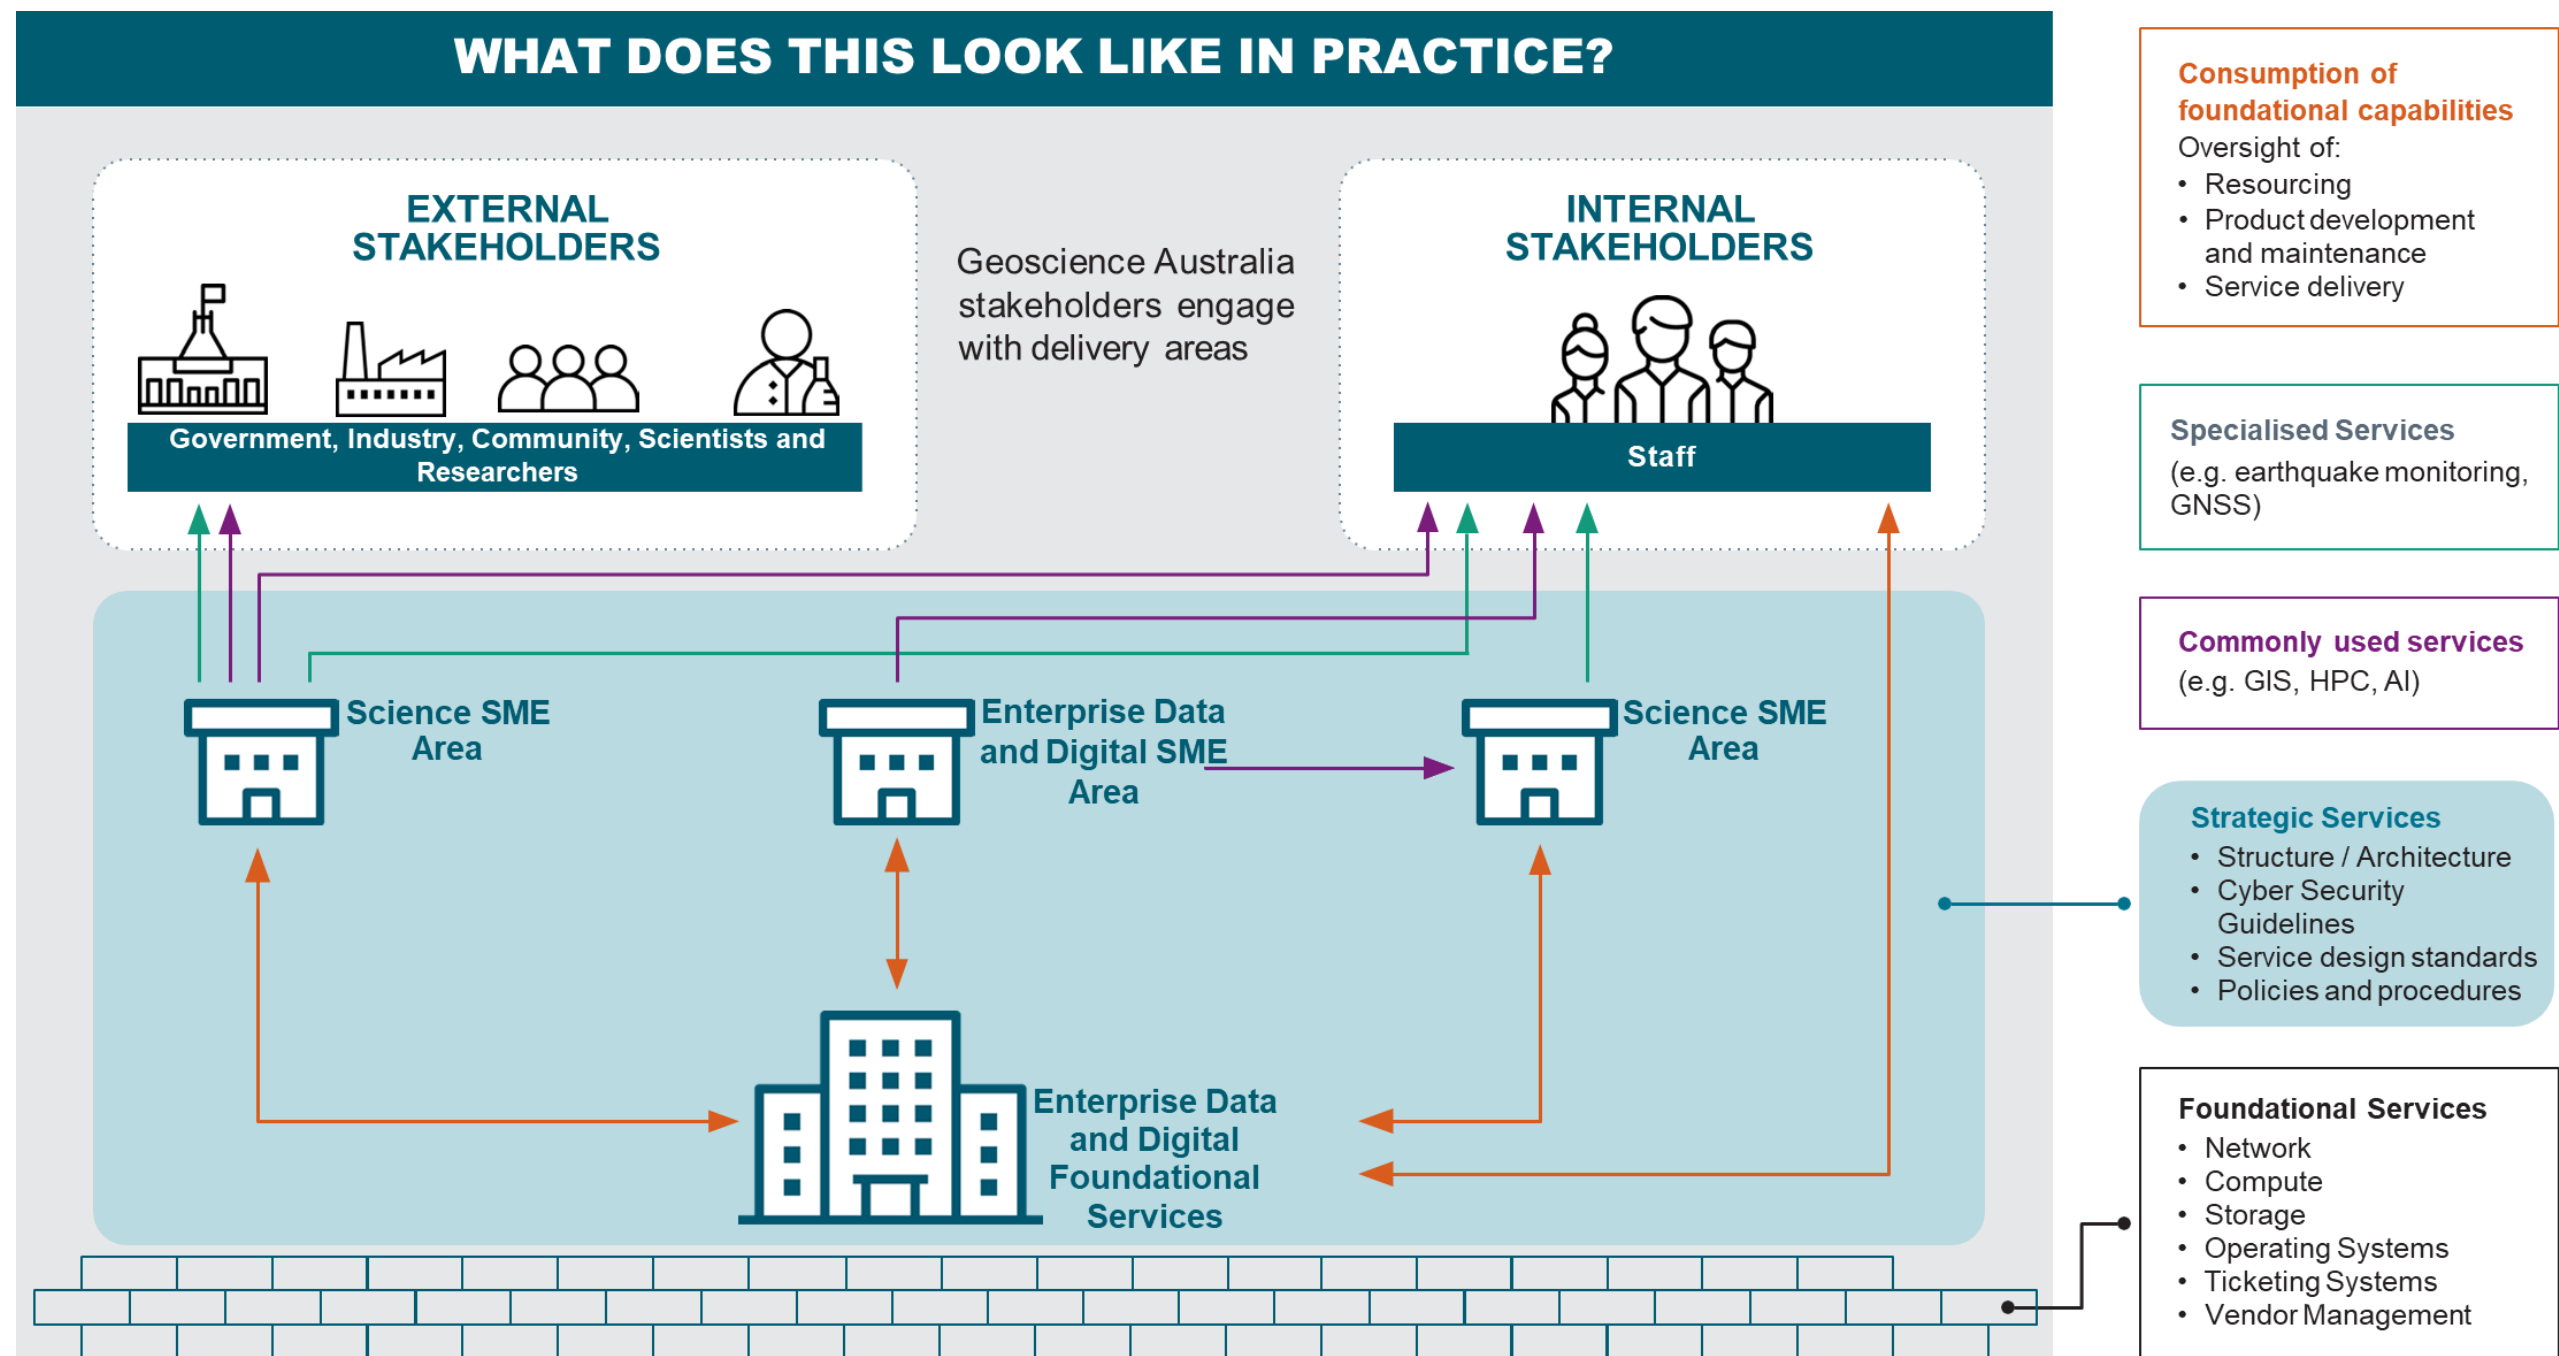 WHAT DOES THIS LOOK LIKE IN PRACTICE?
EXTERNAL
STAKEHOLDERS
Government, Industry, Community, Scientists and
Researchers
Geoscience Australia
stakeholders engage
with delivery areas
INTERNAL
STAKEHOLDERS
Staff
Science SME
Area
Enterprise Data
and Digital SME
Area
Science SME
Area
Enterprise Data
and Digital
Foundational
Services
Consumption of
foundational capabilities
Oversight of:
• Resourcing
• Product development
and maintenance
• Service delivery
Specialised Services
(e.g. earthquake monitoring,
GNSS)
Commonly used services
(e.g. GIS, HPC, AI)
Strategic Services
• Structure / Architecture
• Cyber Security
Guidelines
• Service design standards
• Policies and procedures
Foundational Services
• Network
• Compute
• Storage
• Operating Systems
• Ticketing Systems
• Vendor Management